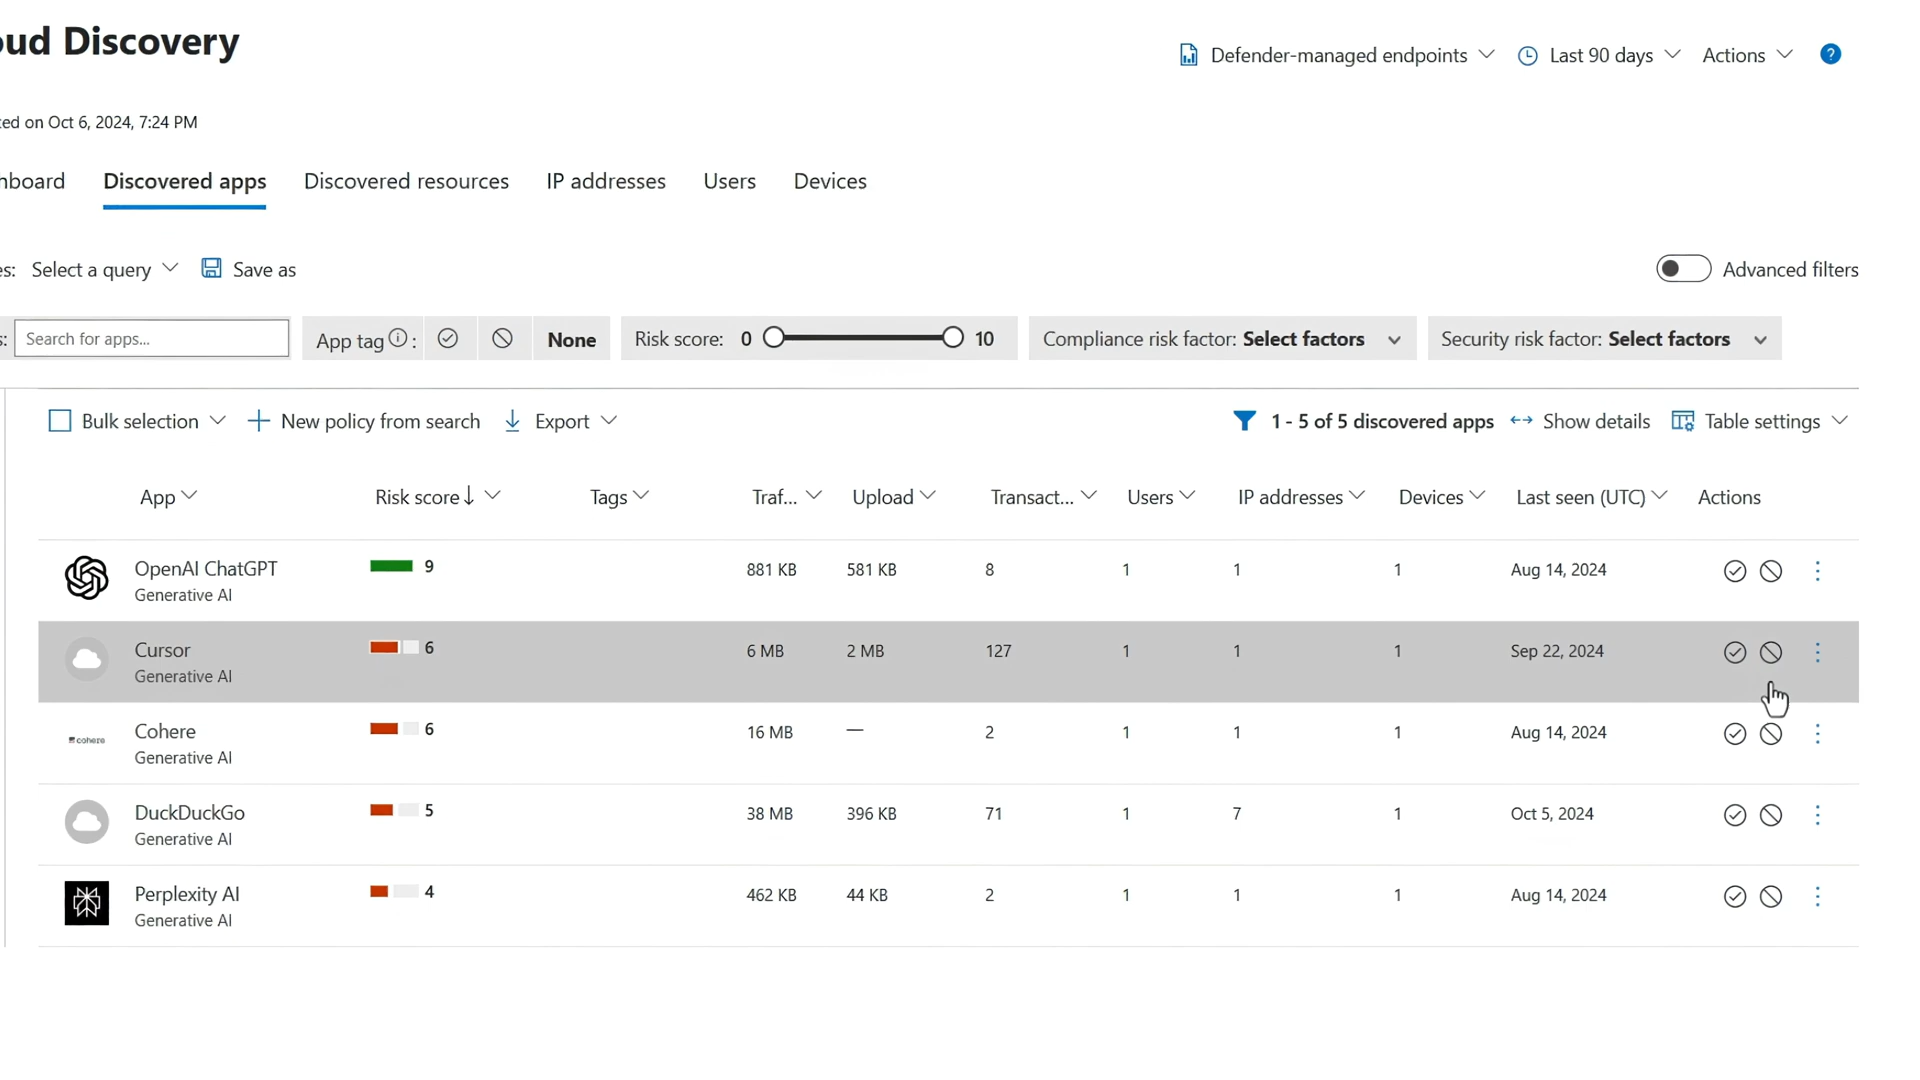 oud Discovery
Defender-managed endpoints
Last 90 days
Actions
?
ted on Oct 6, 2024, 7:24 PM
hboard
Discovered apps
Discovered resources
IP addresses
Users
Devices
es: Select a query
Save as
Advanced filters
s: Search for apps...
App tag :
None
Risk score: 0 10
Compliance risk factor: Select factors
Security risk factor: Select factors
Bulk selection
New policy from search
Export
1 - 5 of 5 discovered apps
Show details
Table settings
App Risk score Tags Traf... Upload Transact... Users IP addresses Devices Last seen (UTC) Actions
OpenAI ChatGPT 9 881 KB 581 KB 8 1 1 1 Aug 14, 2024
Generative AI
Cursor 6 6 MB 2 MB 127 1 1 1 Sep 22, 2024
Generative AI
cohere Cohere 6 16 MB — 2 1 1 1 Aug 14, 2024
Generative AI
DuckDuckGo 5 38 MB 396 KB 71 1 7 1 Oct 5, 2024
Generative AI
Perplexity AI 4 462 KB 44 KB 2 1 1 1 Aug 14, 2024
Generative AI